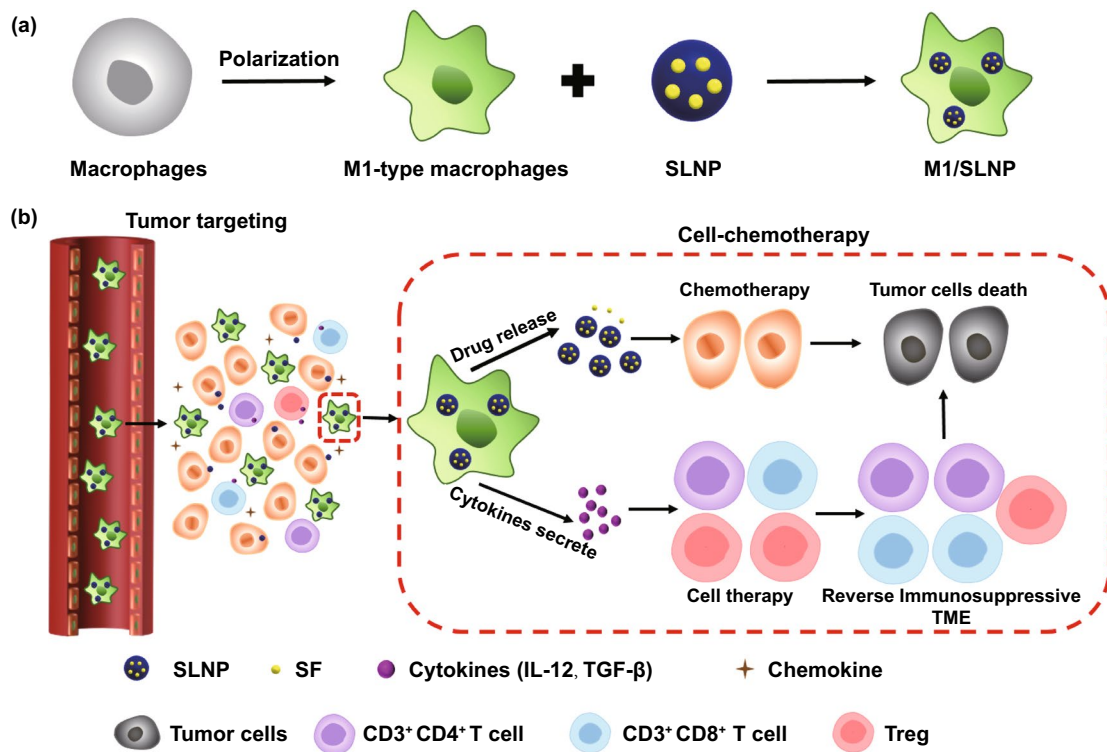 (a)
Polarization
Macrophages
M1-type macrophages
SLNP
M1/SLNP
(b)
Tumor targeting
Cell-chemotherapy
Drug release
Chemotherapy
Tumor cells death
Cytokines secrete
Cell therapy
Reverse Immunosuppressive
TME
SLNP
SF
Cytokines (IL-12, TGF-β)
Chemokine
Tumor cells
CD3⁺ CD4⁺ T cell
CD3⁺ CD8⁺ T cell
Treg